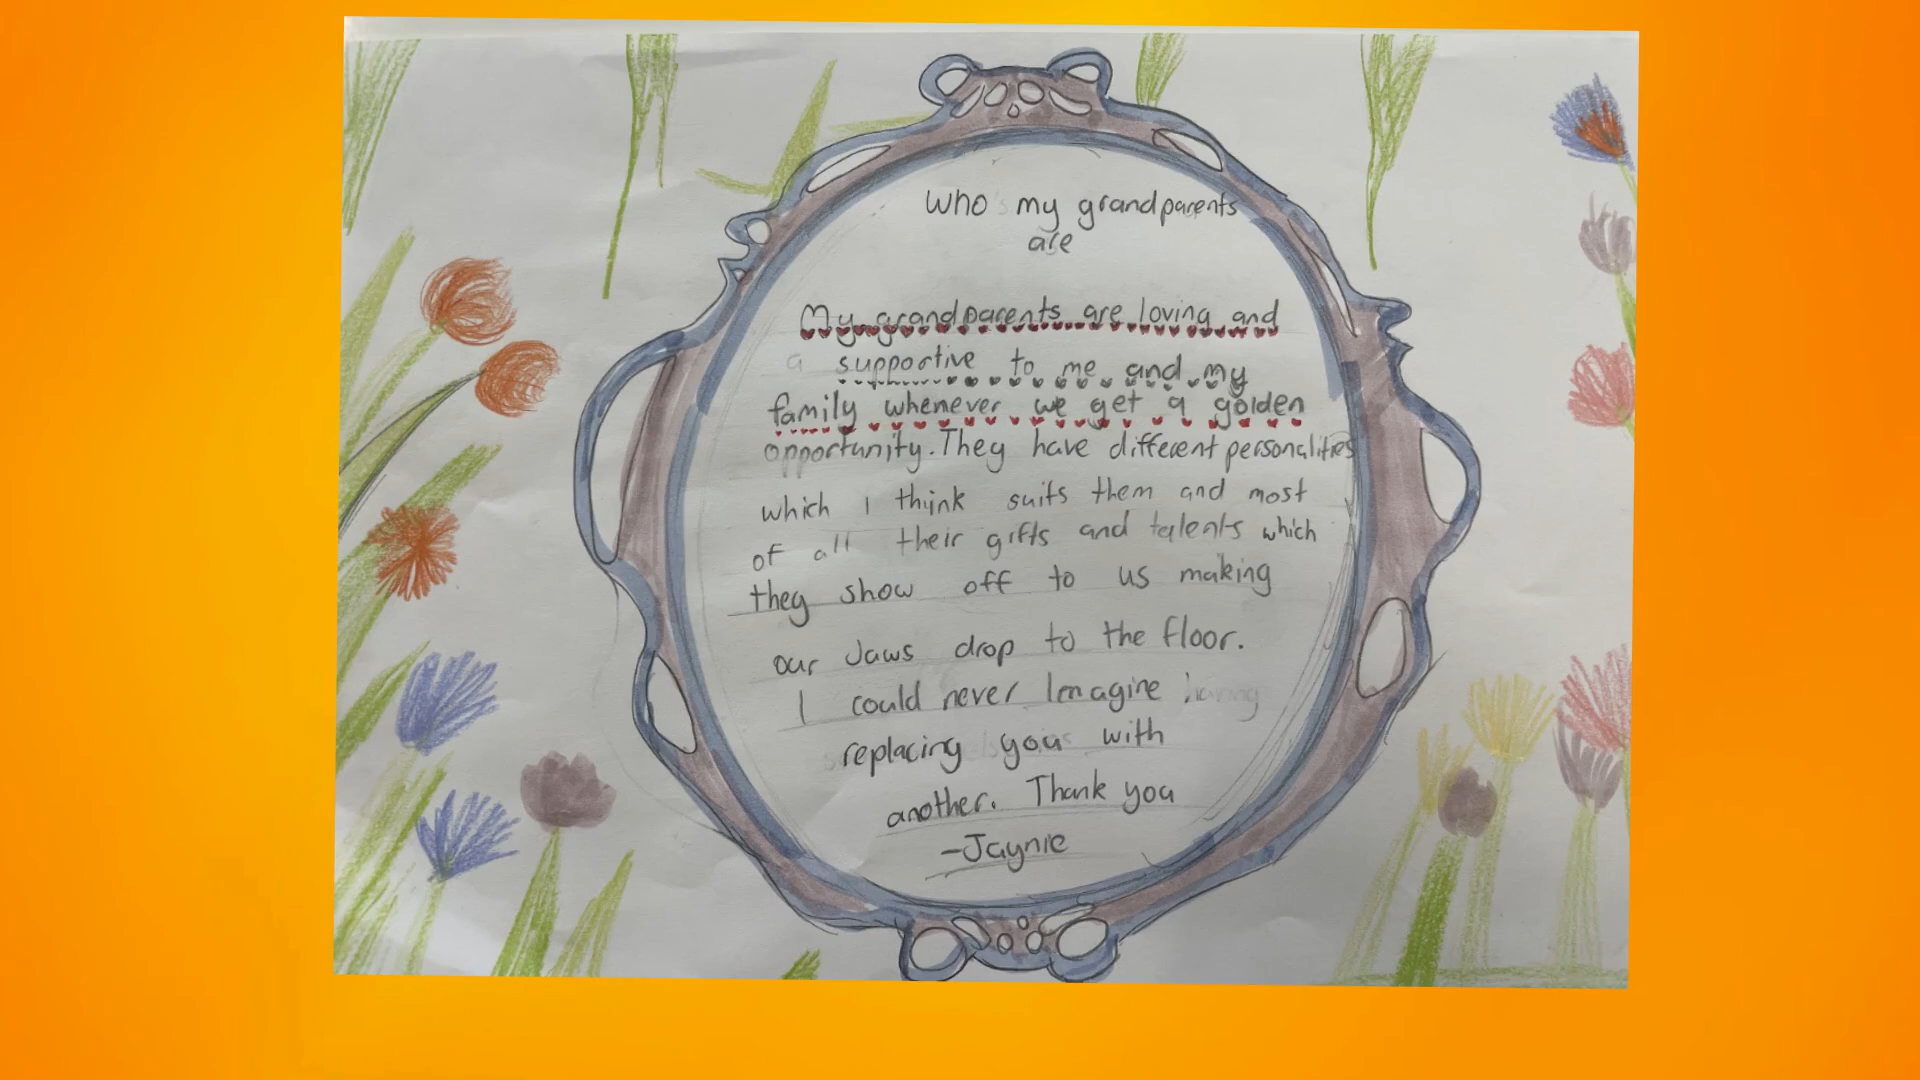 Who my grandparents
are
My grandparents are loving and
supportive to me and my
family whenever we get a golden
opportunity. They have different personalities
which I think suits them and most
of all their gifts and talents which
they show off to us making
our Jaws drop to the floor.
I could never Imagine
replacing you with
another. Thank you
-Jaynie